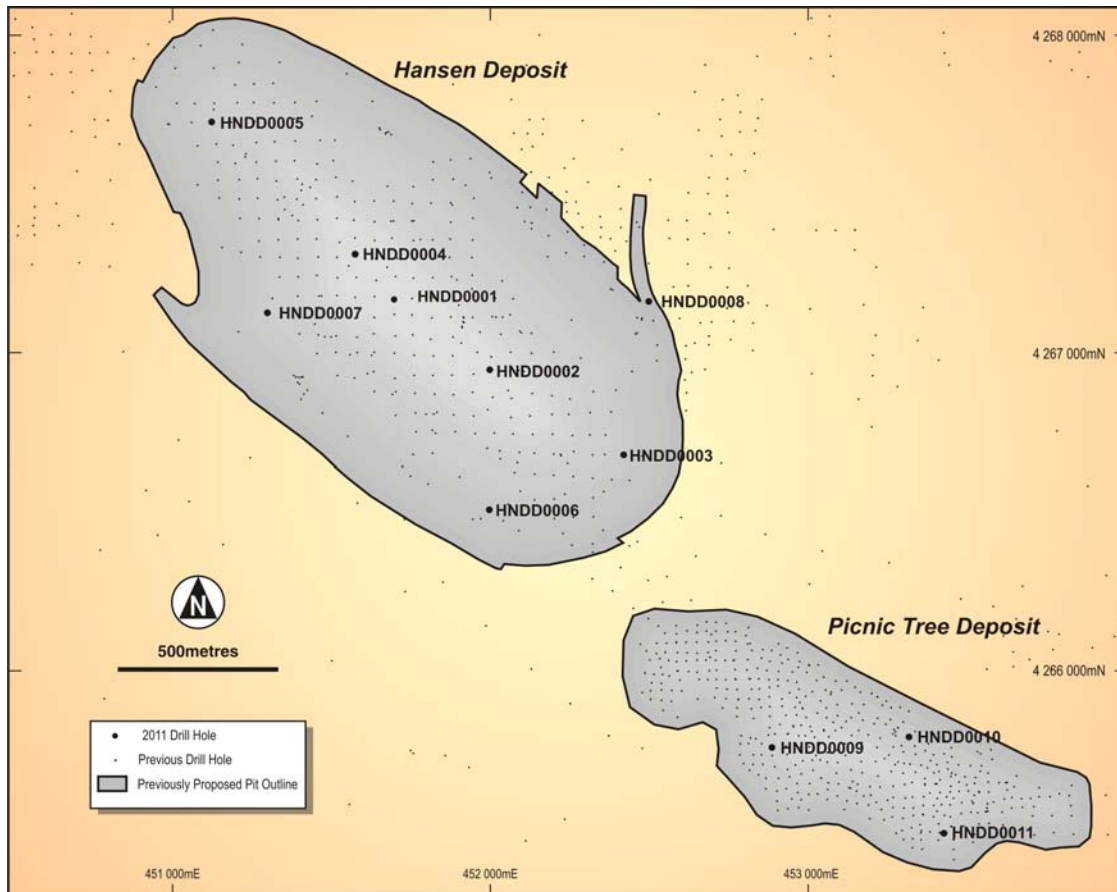 4 268 000mN
Hansen Deposit
HNDD0005
HNDD0004
HNDD0001
HNDD0008
HNDD0007
4 267 000mN
HNDD0002
HNDD0003
HNDD0006
N
500metres
Picnic Tree Deposit
4 266 000mN
2011 Drill Hole
Previous Drill Hole
Previously Proposed Pit Outline
HNDD0010
HNDD0009
HNDD0011
451 000mE
452 000mE
453 000mE